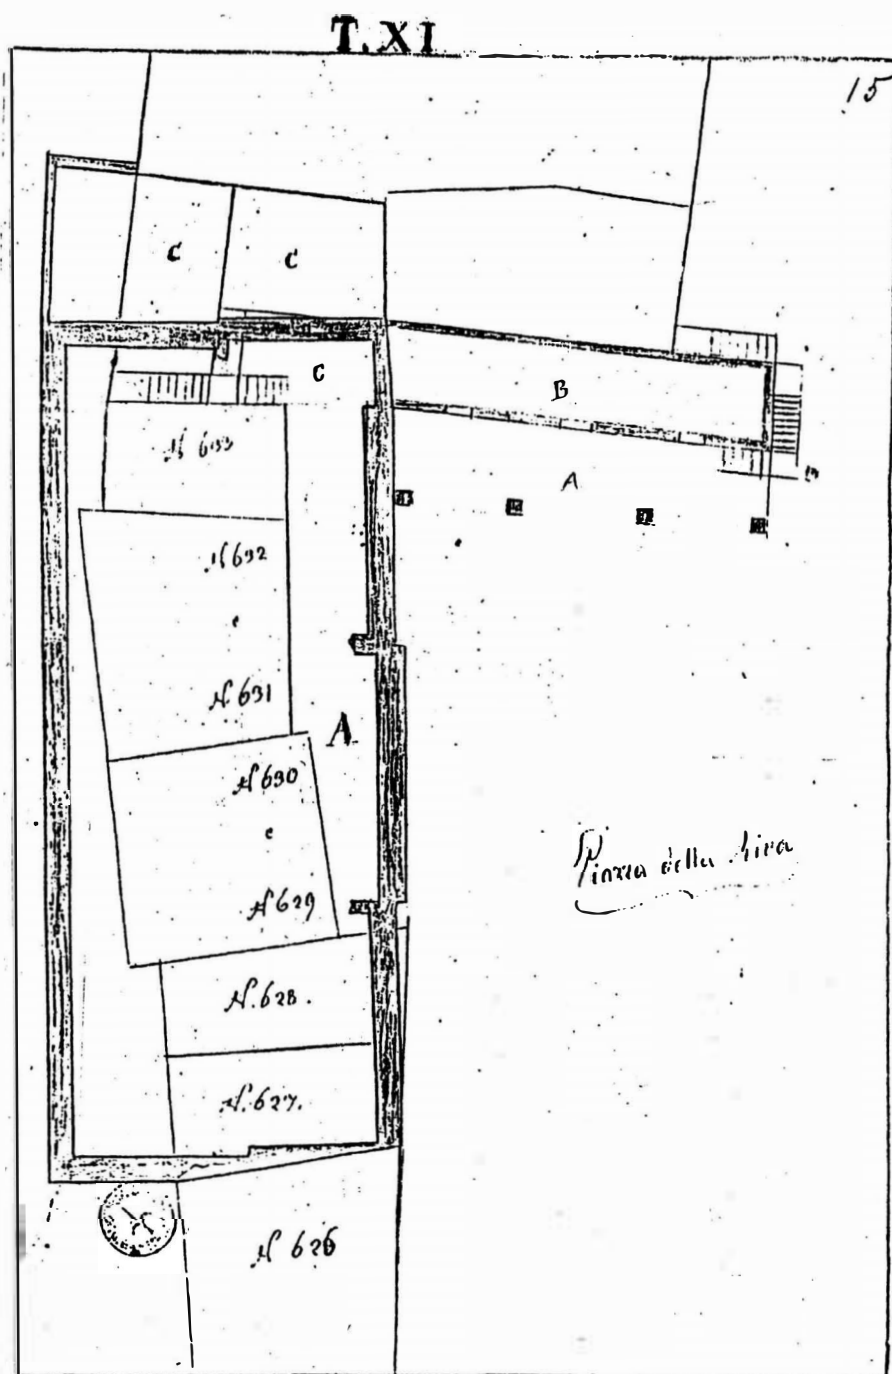 T. XI
15
C
C
C
B
A
N 633
N 632
e
N 631
A
N 630
e
N 629
Piazza della Riva
N. 628.
N. 627.
N 626